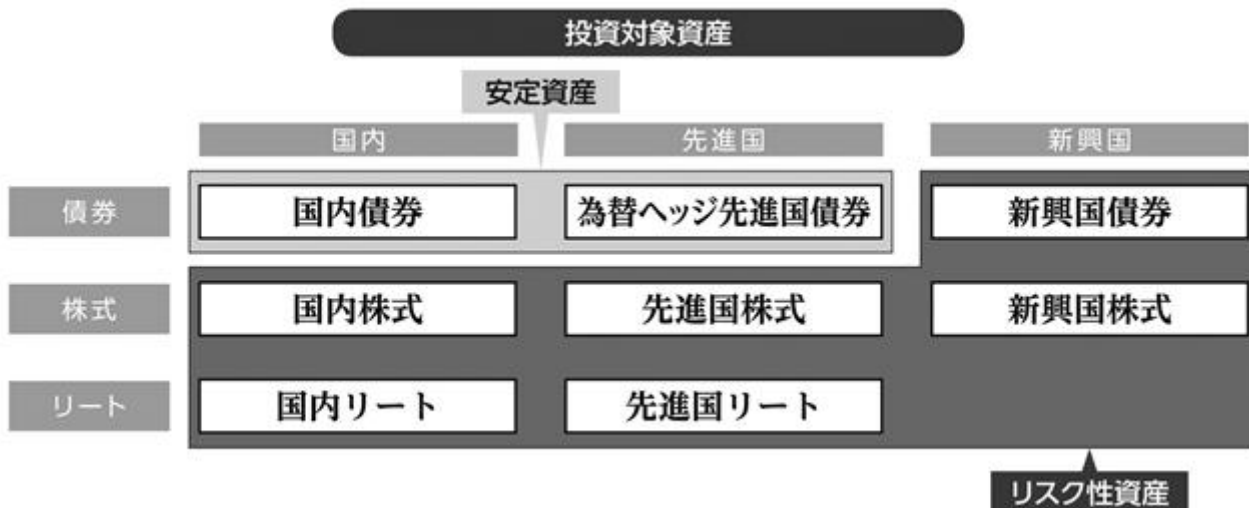 投資対象資産
安定資産
国内 先進国 新興国
債券 国内債券 為替ヘッジ先進国債券 新興国債券
株式 国内株式 先進国株式 新興国株式
リート 国内リート 先進国リート
リスク性資産